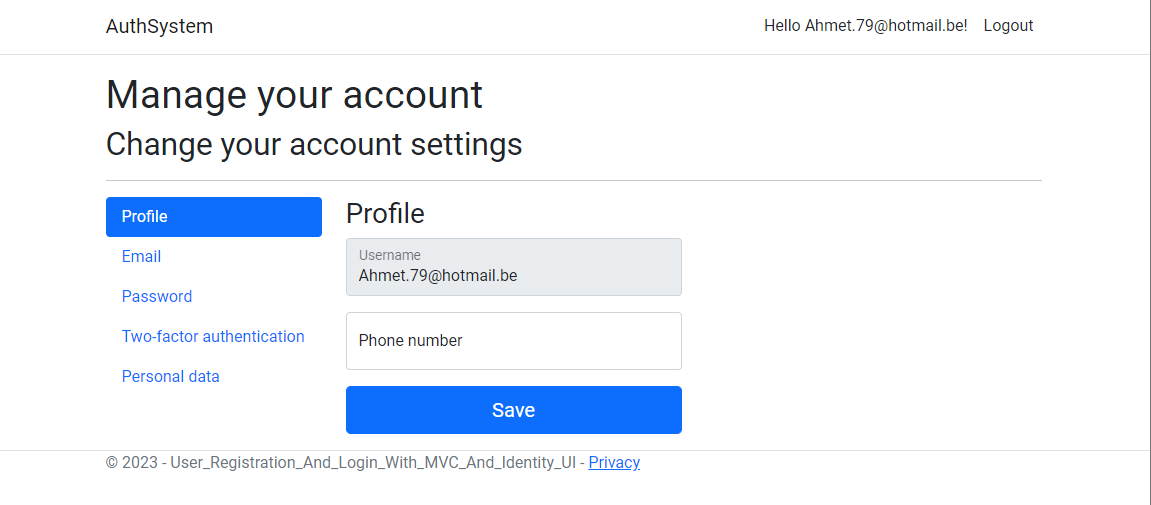 AuthSystem
Hello Ahmet.79@hotmail.be! Logout
Manage your account
Change your account settings
Profile
Email
Password
Two-factor authentication
Personal data
Profile
Username
Ahmet.79@hotmail.be
Phone number
Save
© 2023 - User_Registration_And_Login_With_MVC_And_Identity_UI - Privacy